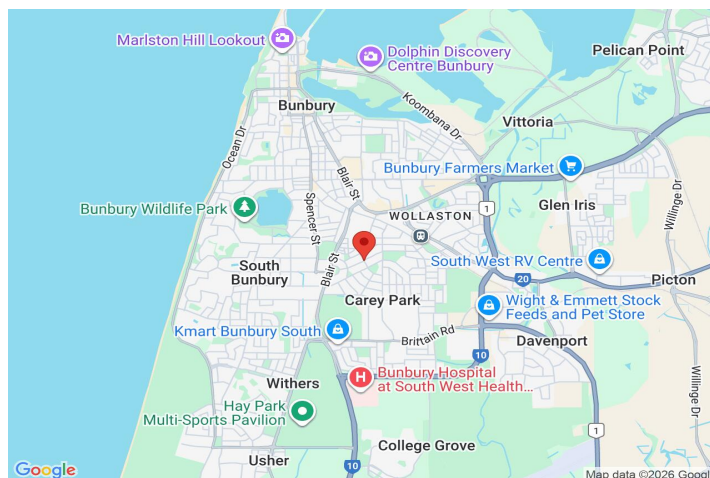 Marlston Hill Lookout
Dolphin Discovery
Centre Bunbury
Pelican Point
Bunbury
Koombana Dr
Vittoria
Ocean Dr
Blair St
Bunbury Farmers Market
Bunbury Wildlife Park
Spencer St
WOLLASTON
1
Glen Iris
Willinge Dr
South
Bunbury
Blair St
South West RV Centre
20
Picton
Carey Park
Wight & Emmett Stock
Feeds and Pet Store
Kmart Bunbury South
Brittain Rd
Davenport
10
Withers
H
Bunbury Hospital
at South West Health...
Willinge Dr
Hay Park
Multi-Sports Pavilion
1
College Grove
Usher
10
Google
Map data ©2026 Google